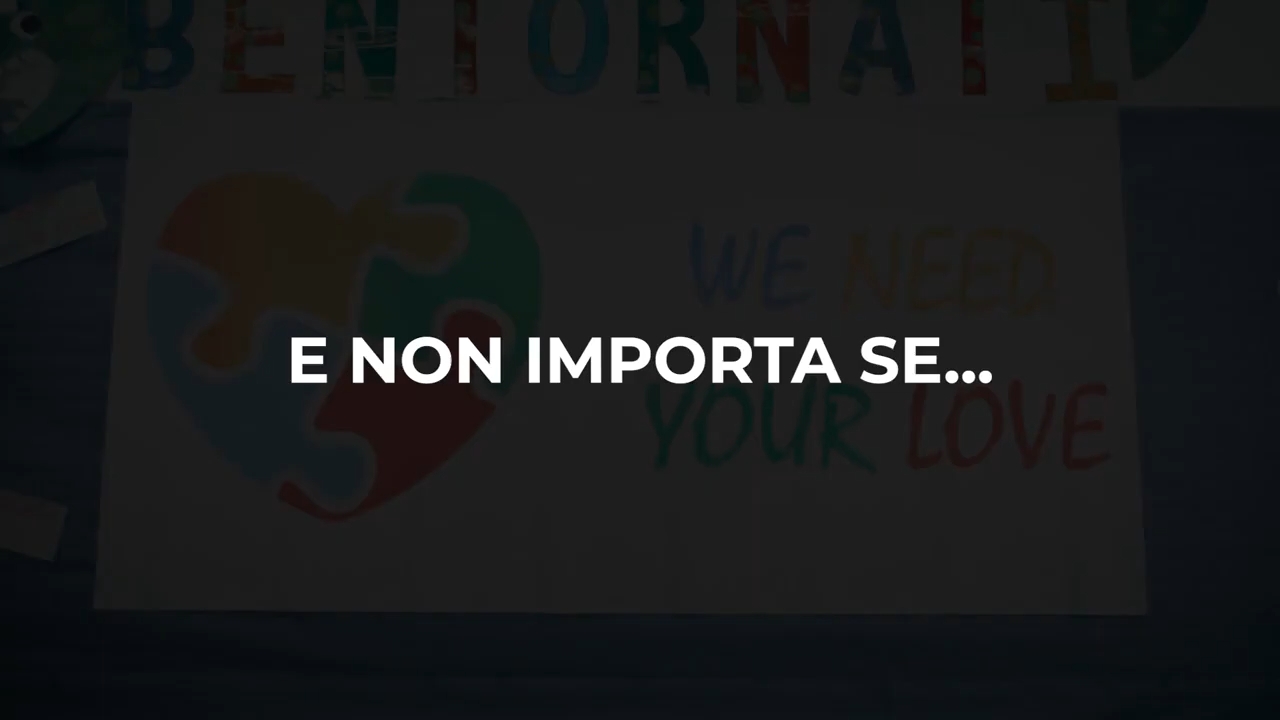 BENTORNATI
WE NEED
YOUR LOVE
E NON IMPORTA SE...